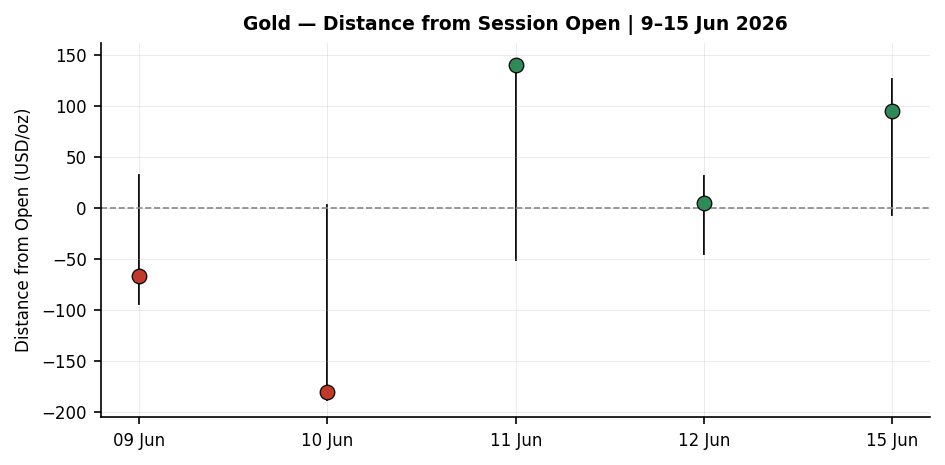 Gold — Distance from Session Open | 9–15 Jun 2026
Distance from Open (USD/oz)
150
100
50
0
−50
−100
−150
−200
09 Jun
10 Jun
11 Jun
12 Jun
15 Jun